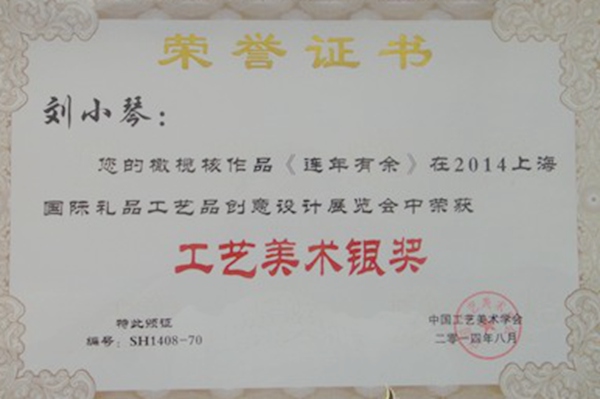 荣誉证书
刘小琴：
您的橄榄核作品《连年有余》在2014上海
国际礼品工艺品创意设计展览会中荣获
工艺美术银奖
特此颁证
编号：SH1408-70
中国工艺美术学会
二零一四年八月